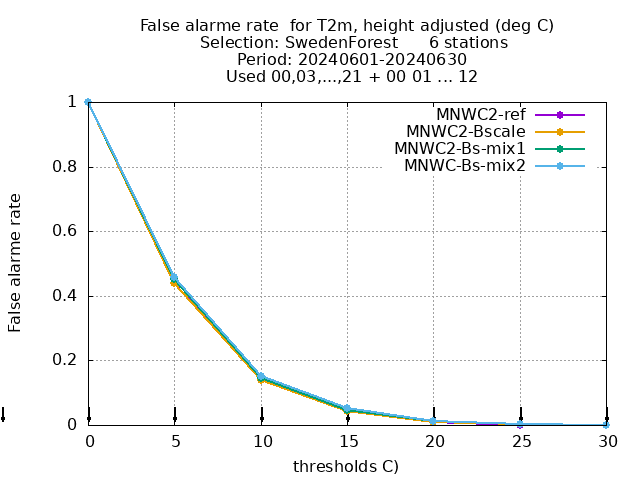 False alarme rate  for T2m, height adjusted (deg C)
Selection: SwedenForest      6 stations
Period: 20240601-20240630
Used 00,03,...,21 + 00 01 ... 12
MNWC2-ref
MNWC2-Bscale
MNWC2-Bs-mix1
MNWC-Bs-mix2
1
0.8
0.6
0.4
0.2
0
False alarme rate
0 5 10 15 20 25 30
thresholds C)